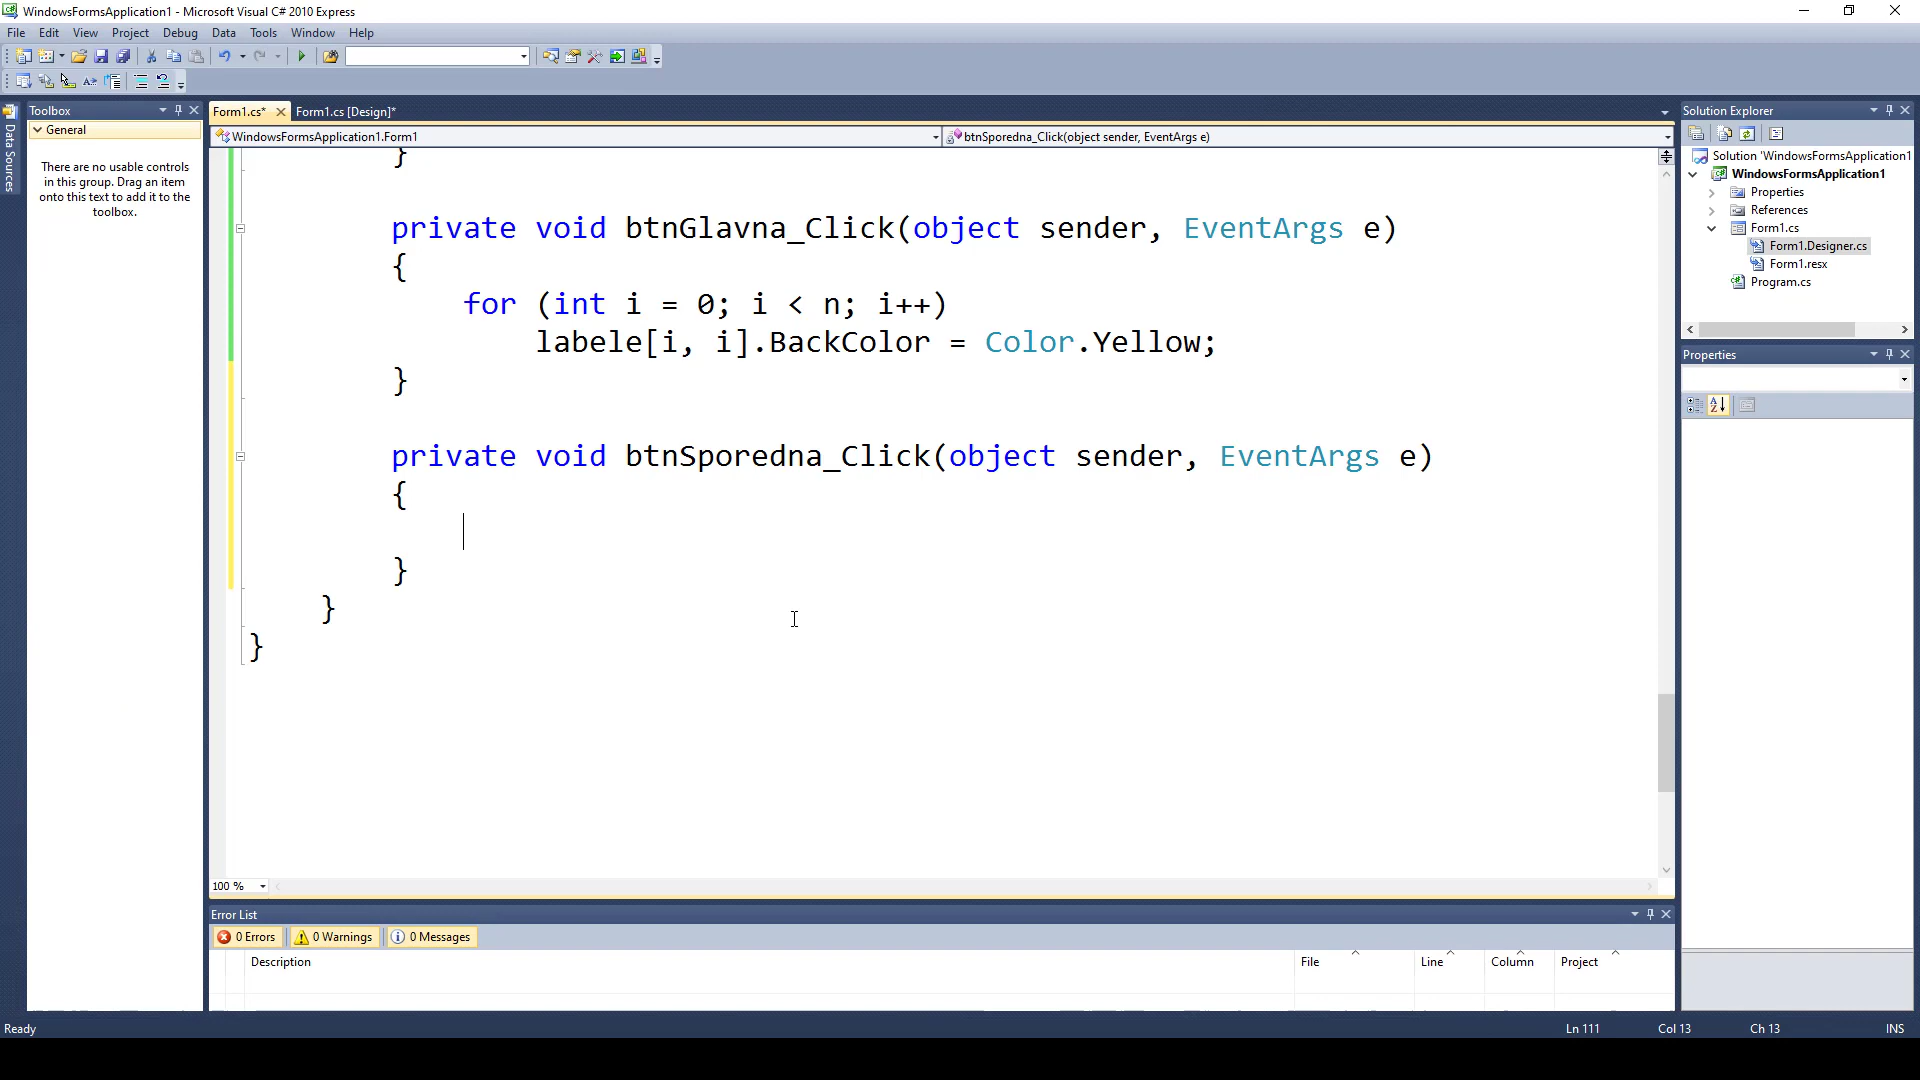 WindowsFormsApplication1 - Microsoft Visual C# 2010 Express
File Edit View Project Debug Data Tools Window Help
Data Sources
Toolbox
General
There are no usable controls
in this group. Drag an item
onto this text to add it to the
toolbox.
Form1.cs* Form1.cs [Design]*
WindowsFormsApplication1.Form1 btnSporedna_Click(object sender, EventArgs e)
}
private void btnGlavna_Click(object sender, EventArgs e)
{
for (int i = 0; i < n; i++)
labele[i, i].BackColor = Color.Yellow;
}
private void btnSporedna_Click(object sender, EventArgs e)
{
}
}
}
100 %
Error List
0 Errors 0 Warnings 0 Messages
Description File Line Column Project
Solution Explorer
Solution 'WindowsFormsApplication1
WindowsFormsApplication1
Properties
References
Form1.cs
Form1.Designer.cs
Form1.resx
Program.cs
Properties
Ready Ln 111 Col 13 Ch 13 INS